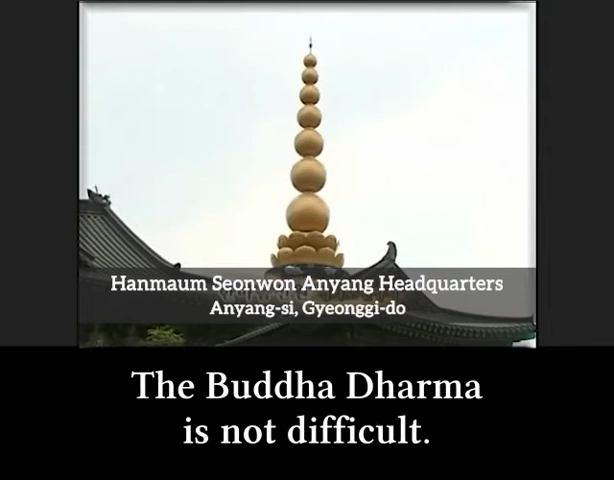 Hanmaum Seonwon Anyang Headquarters
Anyang-si, Gyeonggi-do
The Buddha Dharma
is not difficult.